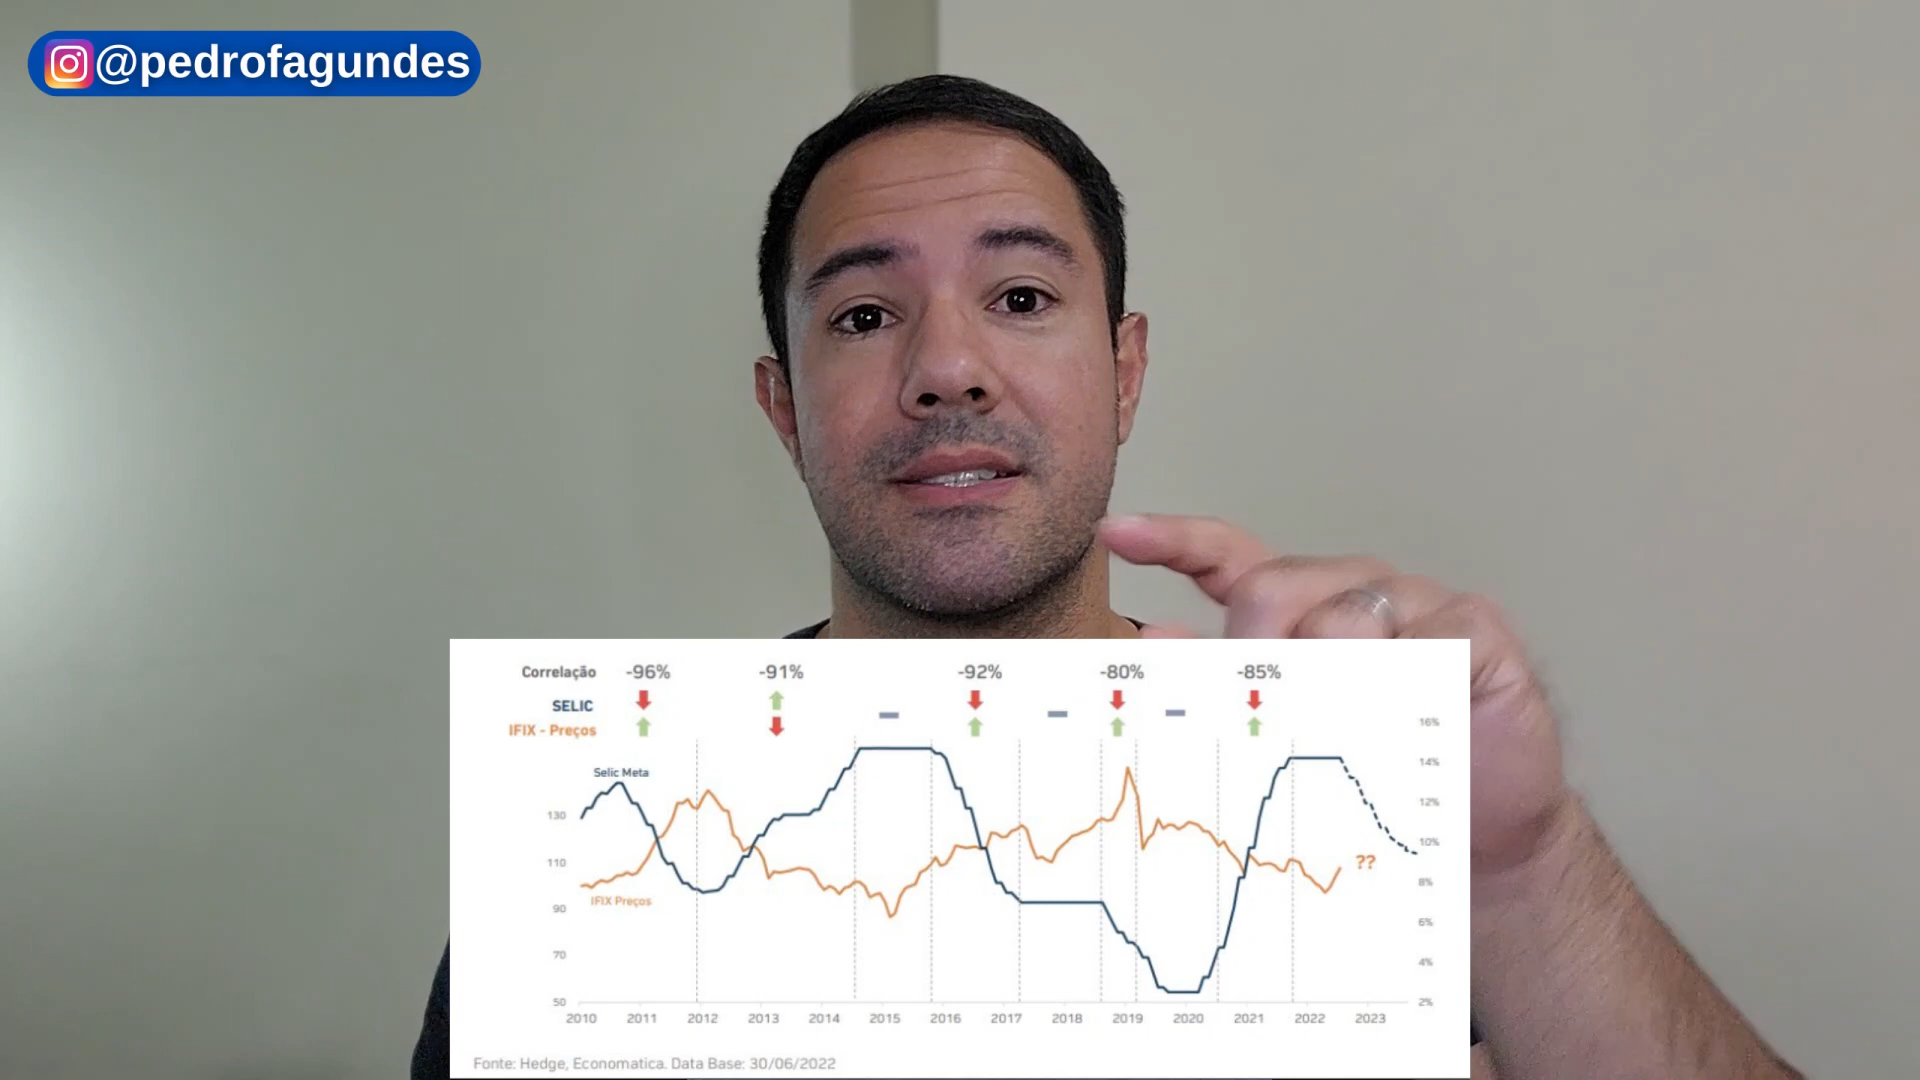 @pedrofagundes
Correlação -96% -91% -92% -80% -85%
SELIC
IFIX - Preços
16%
Selic Meta
14%
130
12%
10%
110
??
8%
IFIX Preços
90
6%
70
4%
50
2%
2010 2011 2012 2013 2014 2015 2016 2017 2018 2019 2020 2021 2022 2023
Fonte: Hedge, Economatica. Data Base: 30/06/2022